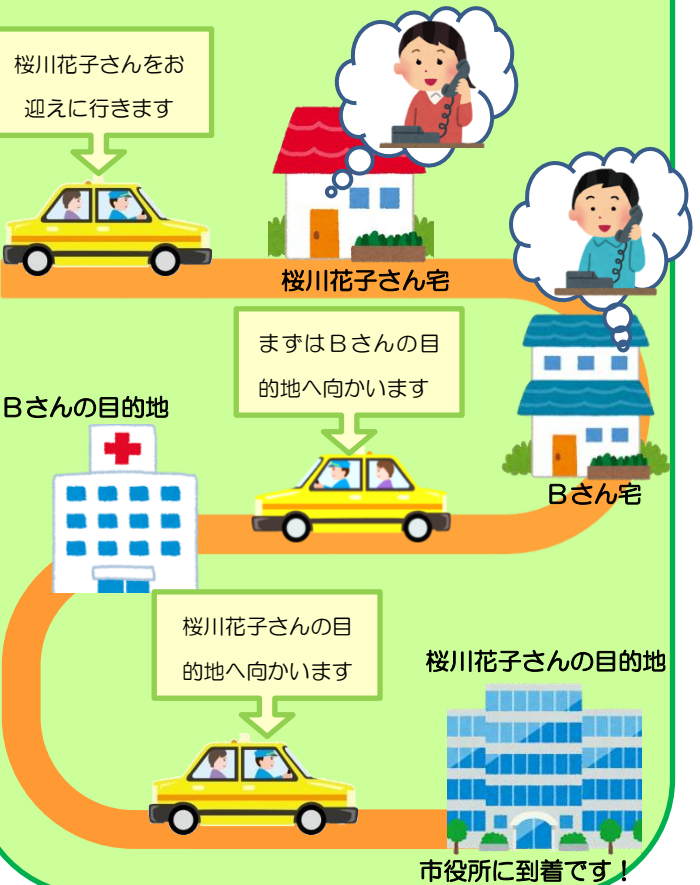 桜川花子さんをお
迎えに行きます
桜川花子さん宅
まずはBさんの目
的地へ向かいます
Bさんの目的地
Bさん宅
桜川花子さんの目
的地へ向かいます
桜川花子さんの目的地
市役所に到着です!